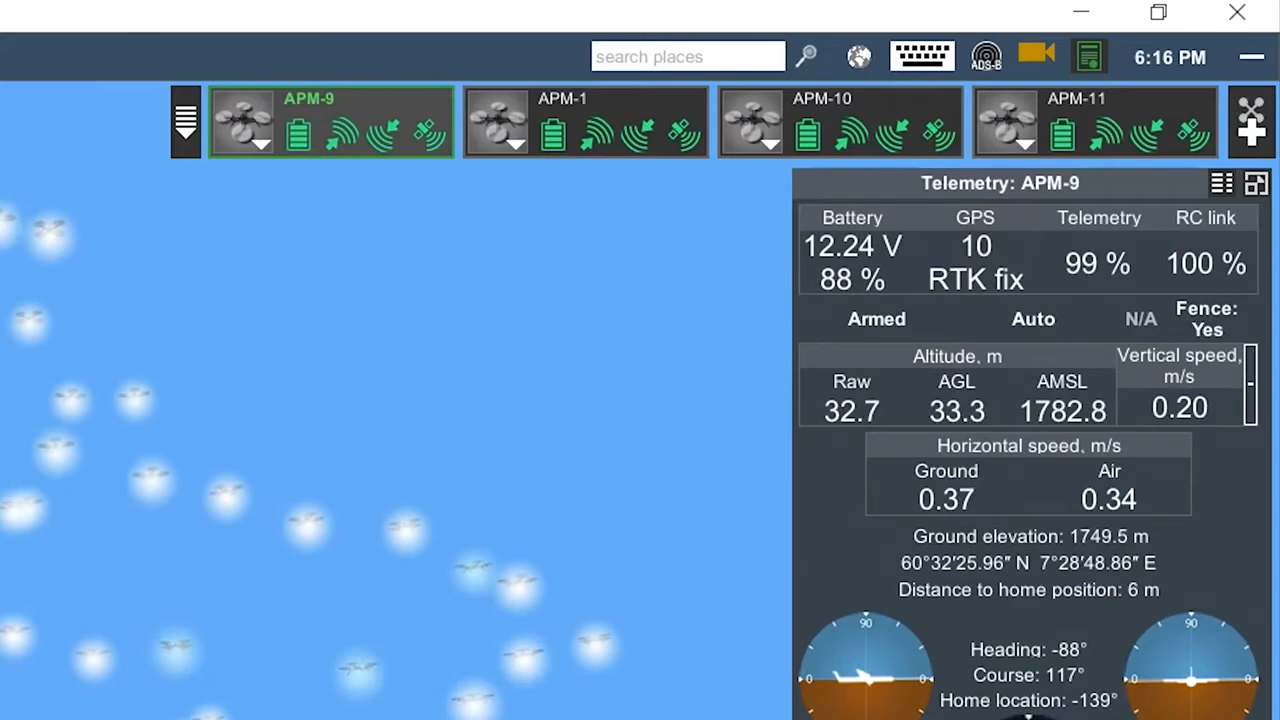 search places
ADS-B
6:16 PM
APM-9
APM-1
APM-10
APM-11
Telemetry: APM-9
Battery GPS Telemetry RC link
12.24 V 10 99 % 100 %
88 % RTK fix
Armed Auto N/A Fence: Yes
Altitude, m Vertical speed, m/s
Raw AGL AMSL
32.7 33.3 1782.8 0.20
Horizontal speed, m/s
Ground Air
0.37 0.34
Ground elevation: 1749.5 m
60°32'25.96" N 7°28'48.86" E
Distance to home position: 6 m
90 90
Heading: -88°
Course: 117°
0 0 0 0
Home location: -139°